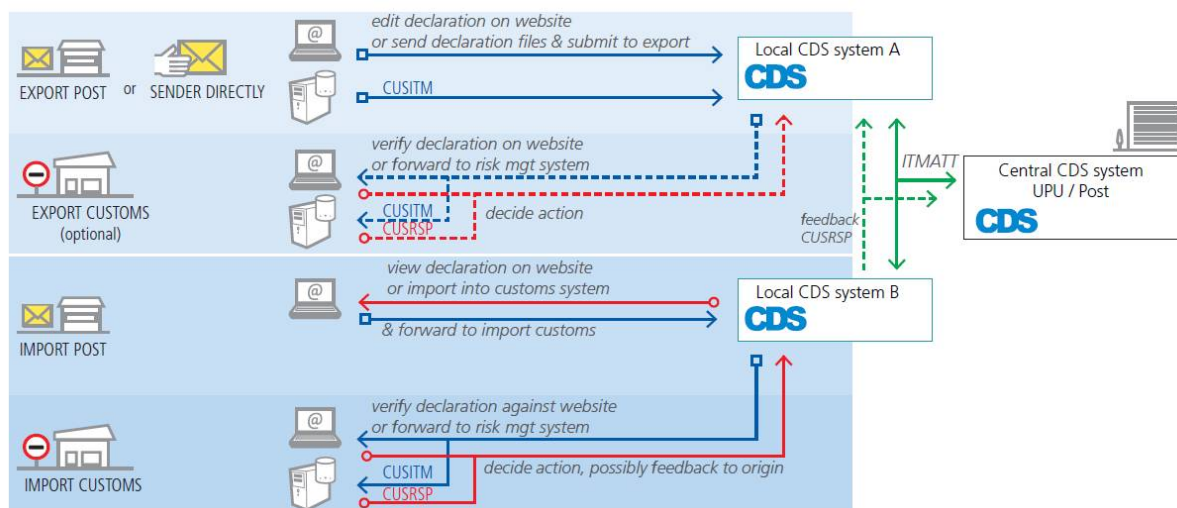 edit declaration on website
or send declaration files & submit to export
@
EXPORT POST or SENDER DIRECTLY
CUSITM
Local CDS system A
CDS
verify declaration on website
or forward to risk mgt system
@
CUSITM
CUSRSP
decide action
EXPORT CUSTOMS
(optional)
ITMATT
feedback
CUSRSP
Central CDS system
UPU / Post
CDS
view declaration on website
or import into customs system
@
& forward to import customs
IMPORT POST
Local CDS system B
CDS
verify declaration against website
or forward to risk mgt system
@
CUSITM
CUSRSP
decide action, possibly feedback to origin
IMPORT CUSTOMS